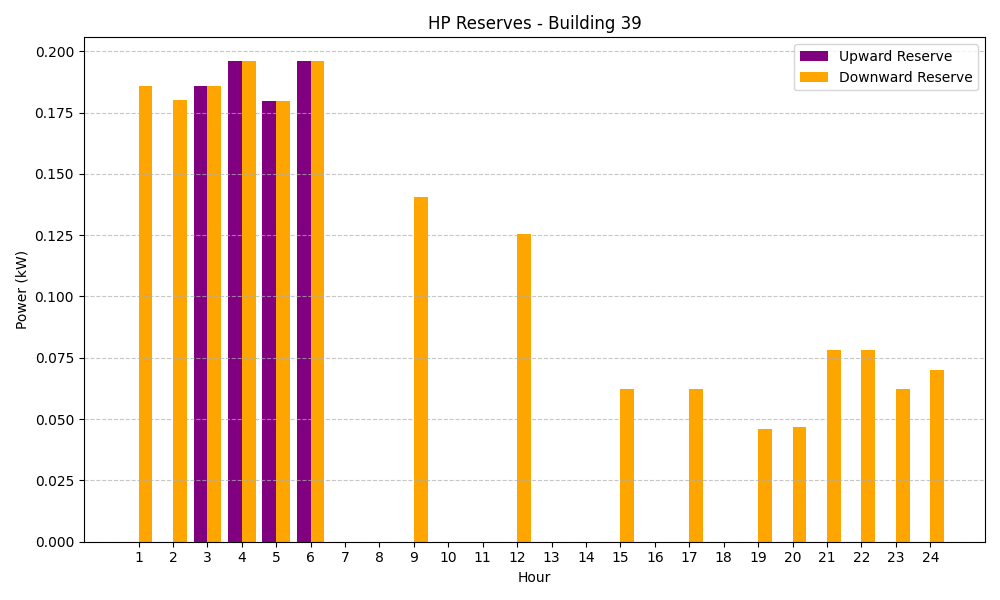 HP Reserves - Building 39
Upward Reserve
Downward Reserve
Power (kW)
0.200
0.175
0.150
0.125
0.100
0.075
0.050
0.025
0.000
1 2 3 4 5 6 7 8 9 10 11 12 13 14 15 16 17 18 19 20 21 22 23 24
Hour